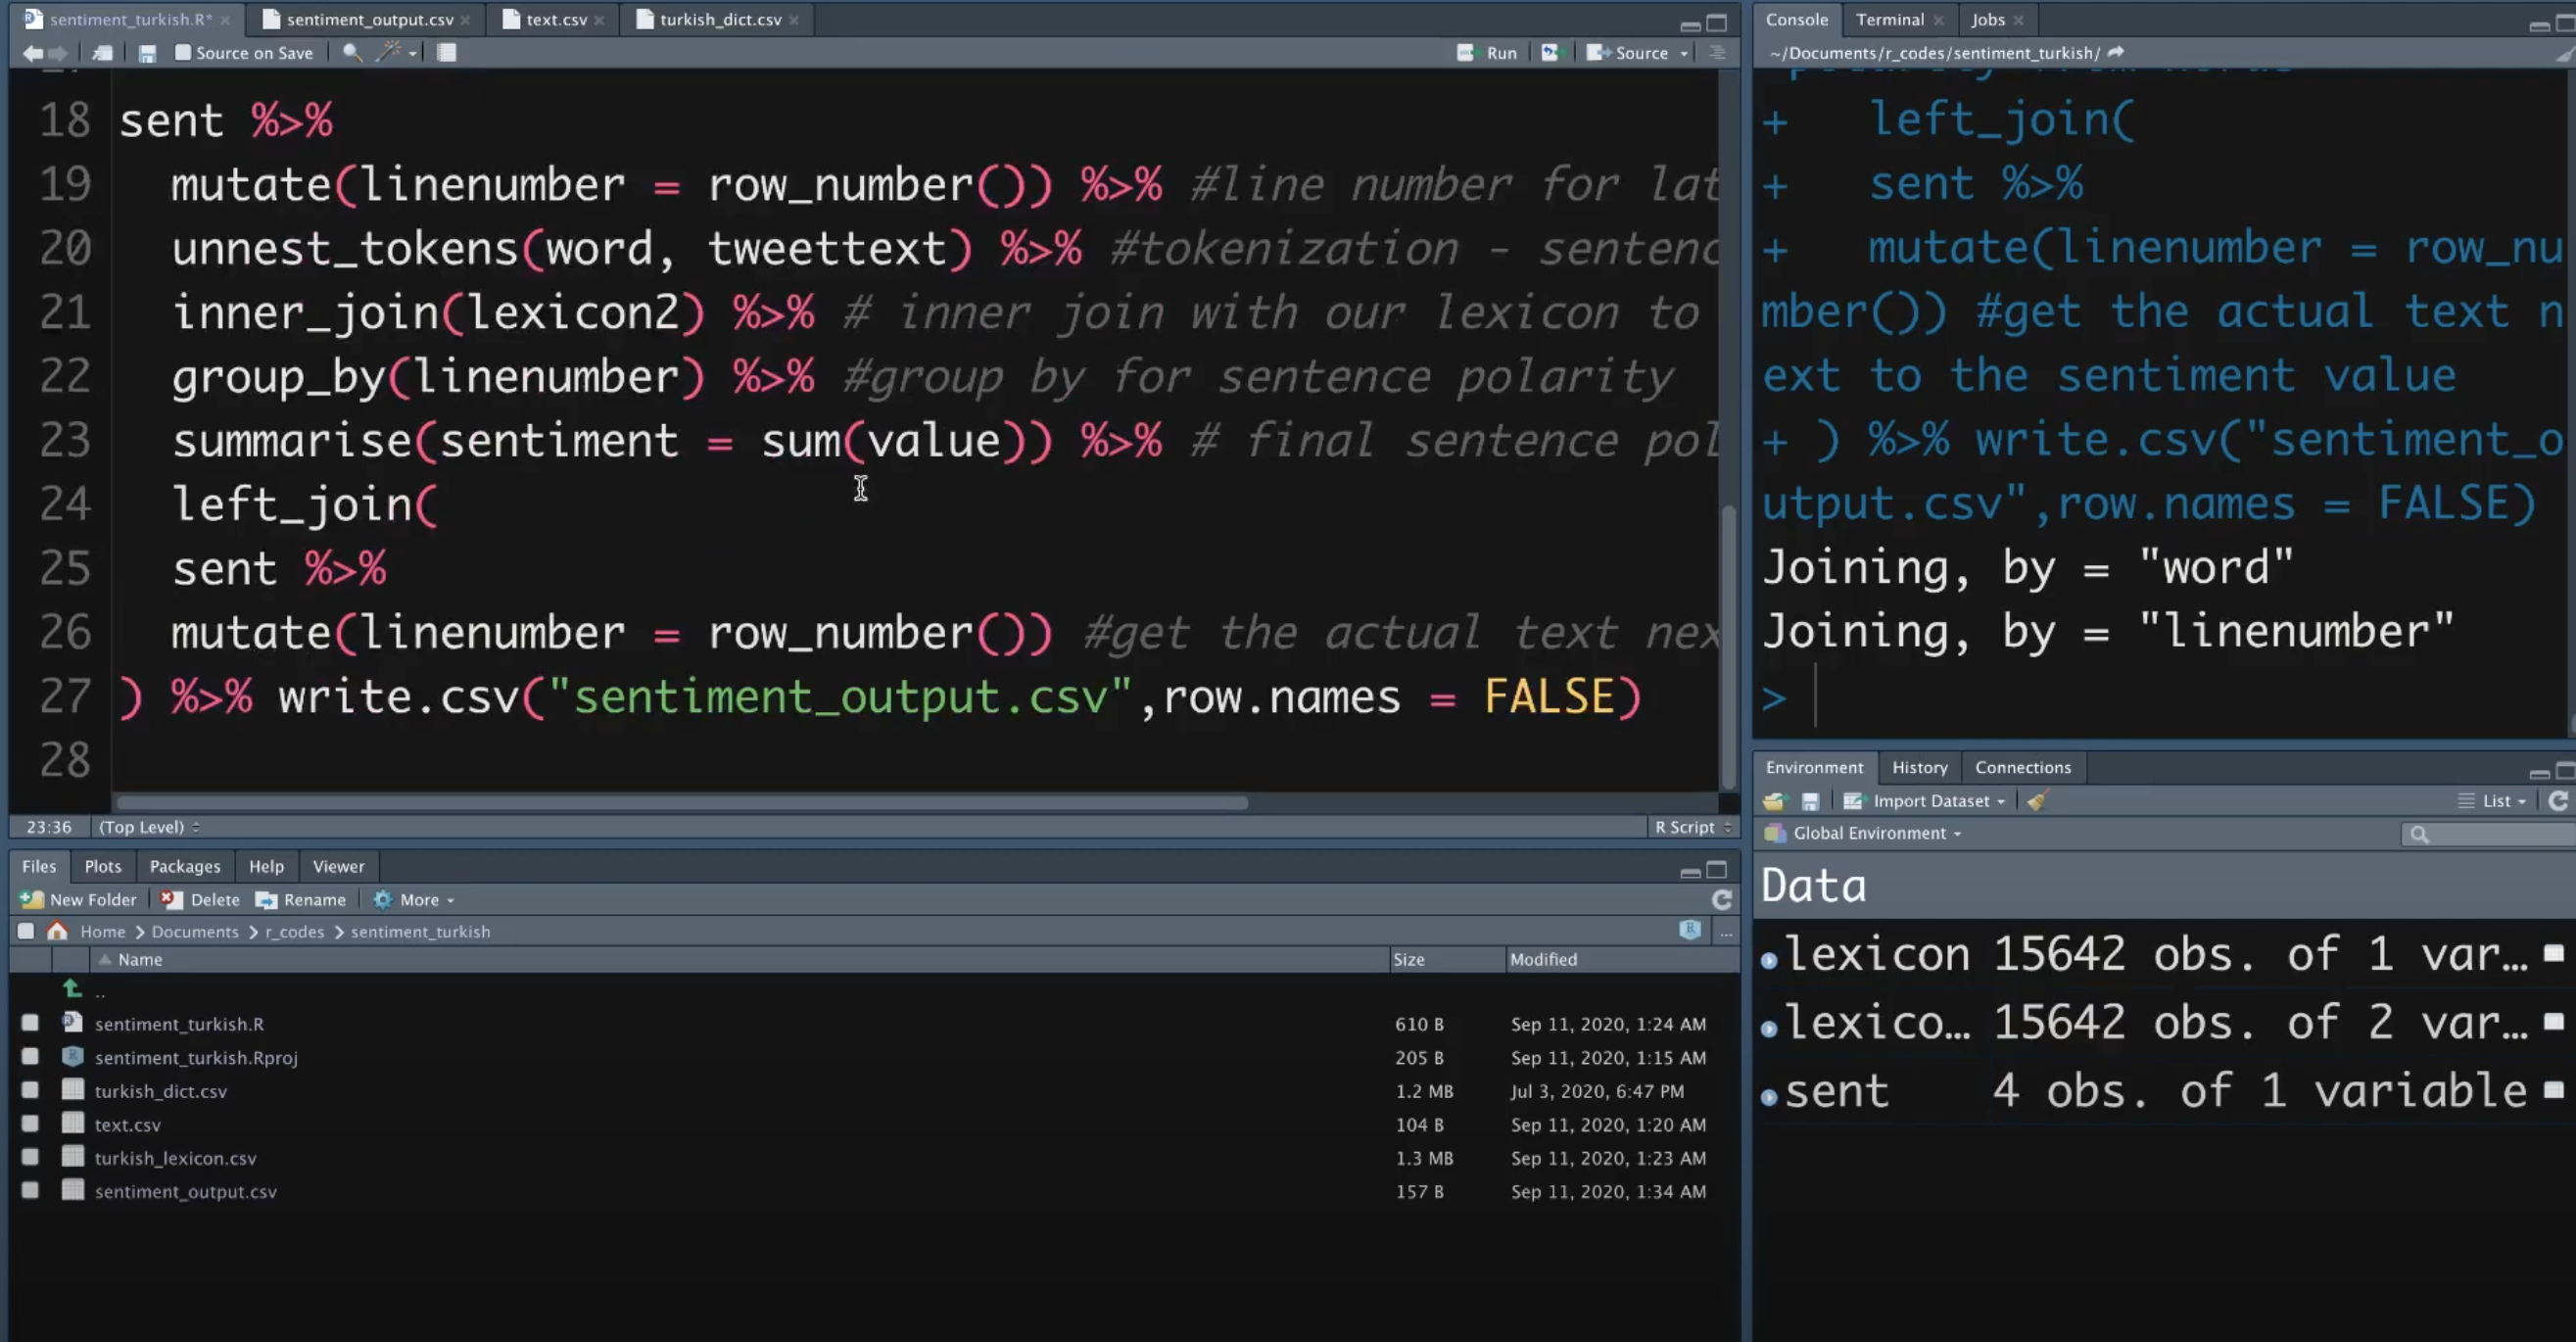 sentiment_turkish.R*
sentiment_output.csv
text.csv
turkish_dict.csv
Source on Save
Run
Source
18 sent %>%
19 mutate(linenumber = row_number()) %>% #line number for lat
20 unnest_tokens(word, tweettext) %>% #tokenization - sentenc
21 inner_join(lexicon2) %>% # inner join with our lexicon to
22 group_by(linenumber) %>% #group by for sentence polarity
23 summarise(sentiment = sum(value)) %>% # final sentence pol
24 left_join(
25 sent %>%
26 mutate(linenumber = row_number()) #get the actual text nex
27 ) %>% write.csv("sentiment_output.csv",row.names = FALSE)
28
23:36 (Top Level)
R Script
Console Terminal Jobs
~/Documents/r_codes/sentiment_turkish/
+ left_join(
+ sent %>%
+ mutate(linenumber = row_nu
mber()) #get the actual text n
ext to the sentiment value
+ ) %>% write.csv("sentiment_o
utput.csv",row.names = FALSE)
Joining, by = "word"
Joining, by = "linenumber"
>
Files Plots Packages Help Viewer
New Folder Delete Rename More
Home Documents r_codes sentiment_turkish
...
Name Size Modified
..
sentiment_turkish.R 610 B Sep 11, 2020, 1:24 AM
sentiment_turkish.Rproj 205 B Sep 11, 2020, 1:15 AM
turkish_dict.csv 1.2 MB Jul 3, 2020, 6:47 PM
text.csv 104 B Sep 11, 2020, 1:20 AM
turkish_lexicon.csv 1.3 MB Sep 11, 2020, 1:23 AM
sentiment_output.csv 157 B Sep 11, 2020, 1:34 AM
Environment History Connections
Import Dataset
List
Global Environment
Data
lexicon 15642 obs. of 1 var…
lexico… 15642 obs. of 2 var…
sent 4 obs. of 1 variable